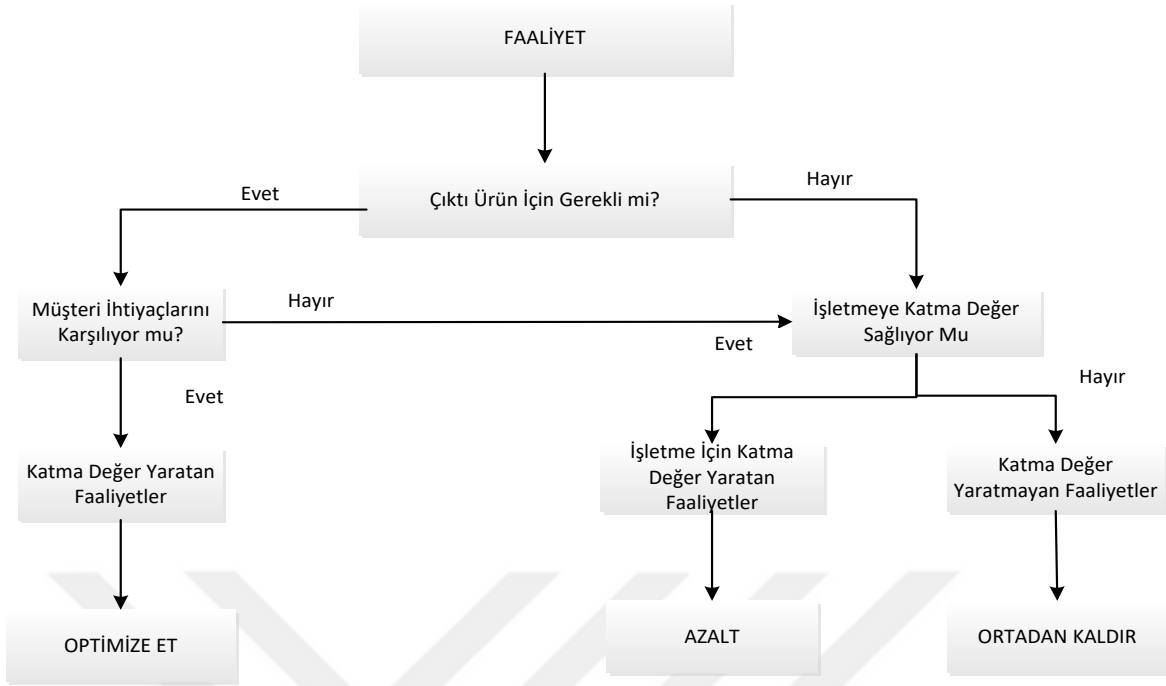 FAALİYET
Evet
Çıktı Ürün İçin Gerekli mi?
Hayır
Müşteri İhtiyaçlarını
Karşılıyor mu?
Hayır
İşletmeye Katma Değer
Sağlıyor Mu
Evet
Evet
Hayır
Katma Değer Yaratan
Faaliyetler
İşletme İçin Katma
Değer Yaratan
Faaliyetler
Katma Değer
Yaratmayan Faaliyetler
OPTİMİZE ET
AZALT
ORTADAN KALDIR